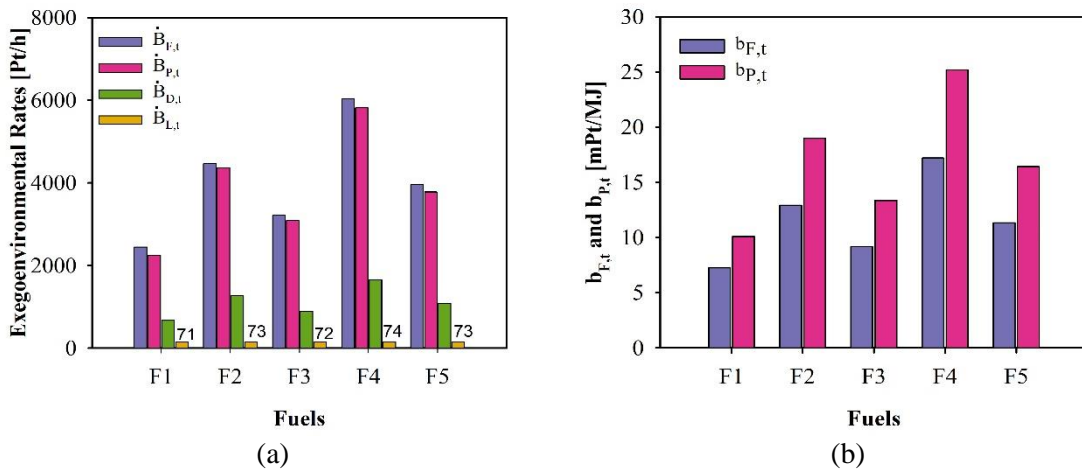 Exegoenvironmental Rates [Pt/h]
8000
6000
4000
2000
0
Ḃ_F,t
Ḃ_P,t
Ḃ_D,t
Ḃ_L,t
71
73
72
74
73
F1 F2 F3 F4 F5
Fuels
(a)
b_F,t and b_P,t [mPt/MJ]
30
25
20
15
10
5
0
b_F,t
b_P,t
F1 F2 F3 F4 F5
Fuels
(b)